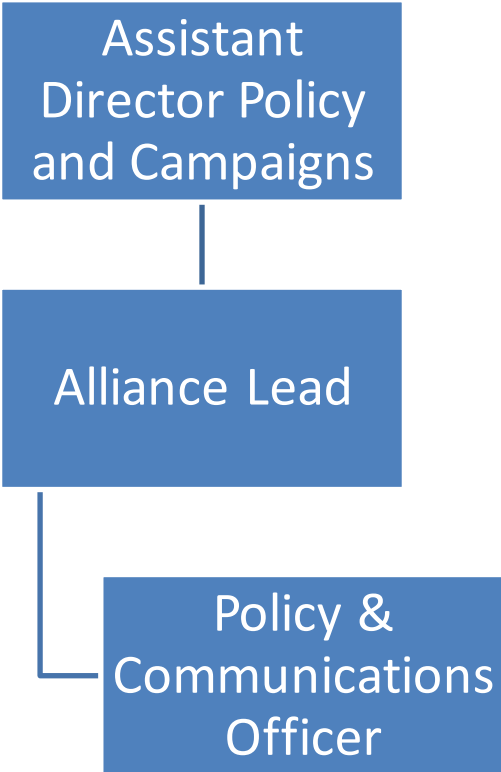 Assistant
Director Policy
and Campaigns
Alliance Lead
Policy &
Communications
Officer